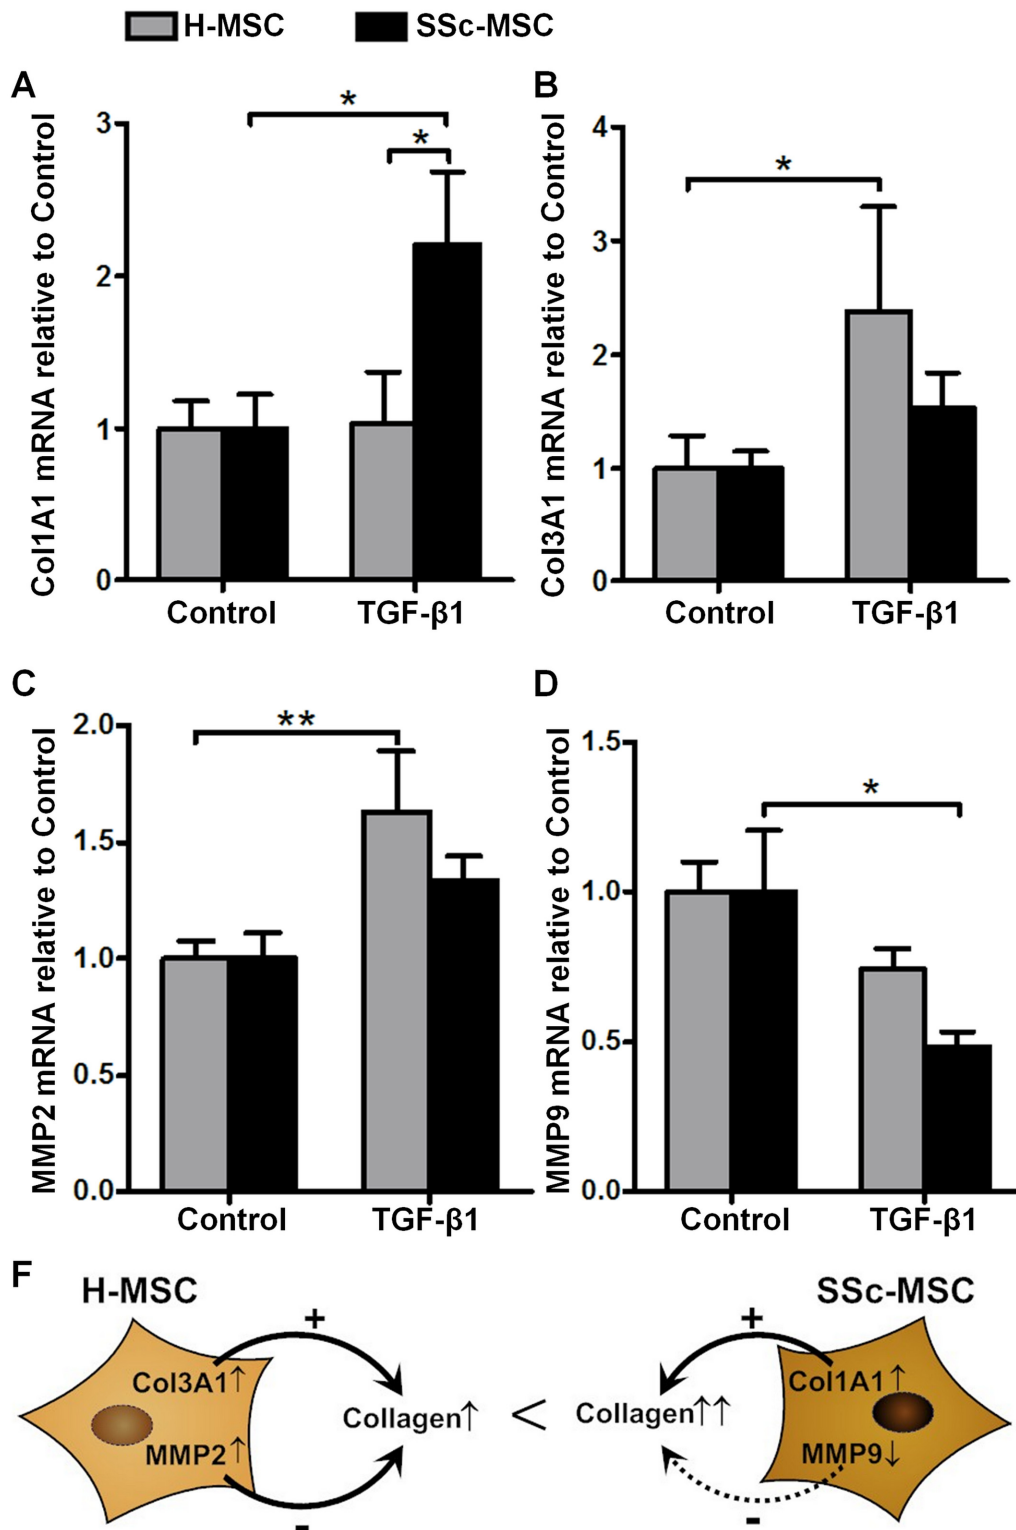 H-MSC SSc-MSC
A
Col1A1 mRNA relative to Control
3
2
1
0
*
*
Control TGF-β1
B
Col3A1 mRNA relative to Control
4
3
2
1
0
*
Control TGF-β1
C
MMP2 mRNA relative to Control
2.0
1.5
1.0
0.5
0.0
**
Control TGF-β1
D
MMP9 mRNA relative to Control
1.5
1.0
0.5
0.0
*
Control TGF-β1
F
H-MSC
Col3A1↑
MMP2↑
+
-
Collagen↑ < Collagen↑↑
SSc-MSC
+
-
Col1A1↑
MMP9↓